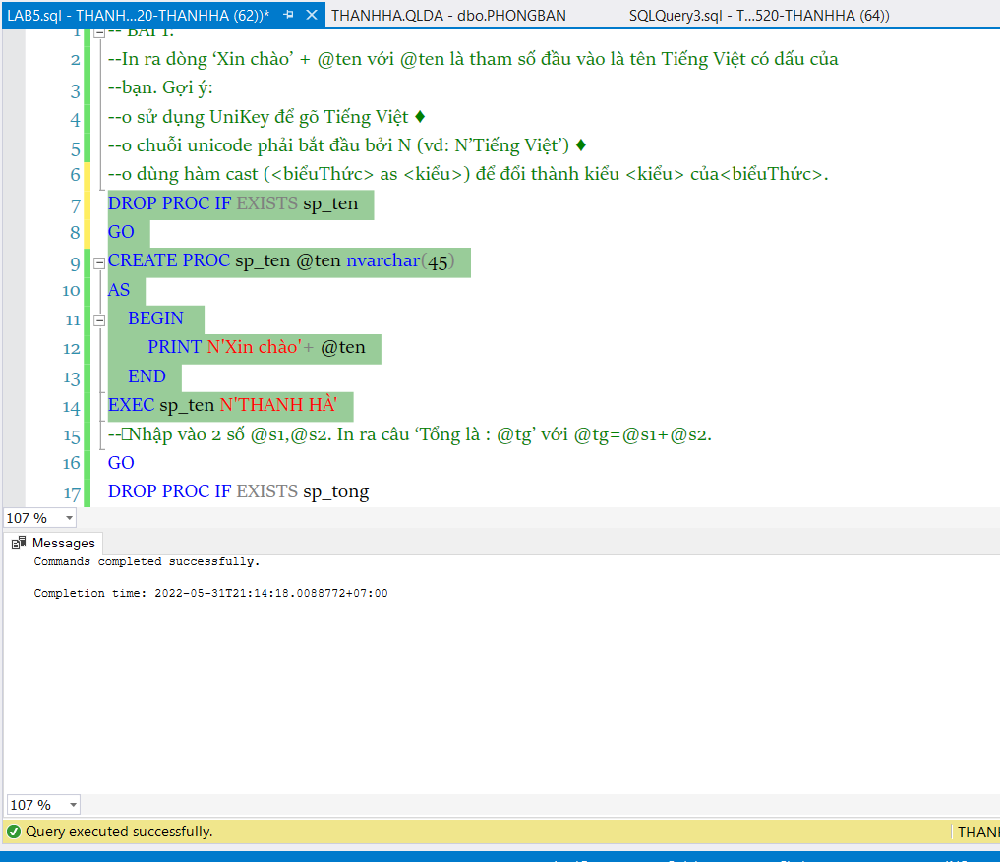 LAB5.sql - THANH...20-THANHHA (62))*
THANHHA.QLDA - dbo.PHONGBAN
SQLQuery3.sql - T...520-THANHHA (64))
1 -- BÀI 1:
2 --In ra dòng ‘Xin chào’ + @ten với @ten là tham số đầu vào là tên Tiếng Việt có dấu của
3 --bạn. Gợi ý:
4 --o sử dụng UniKey để gõ Tiếng Việt ♦
5 --o chuỗi unicode phải bắt đầu bởi N (vd: N’Tiếng Việt’) ♦
6 --o dùng hàm cast (<biểuThức> as <kiểu>) để đổi thành kiểu <kiểu> của<biểuThức>.
7 DROP PROC IF EXISTS sp_ten
8 GO
9 CREATE PROC sp_ten @ten nvarchar(45)
10 AS
11 BEGIN
12 PRINT N'Xin chào'+ @ten
13 END
14 EXEC sp_ten N'THANH HÀ'
15 --Nhập vào 2 số @s1,@s2. In ra câu ‘Tổng là : @tg’ với @tg=@s1+@s2.
16 GO
17 DROP PROC IF EXISTS sp_tong
107 %
Messages
Commands completed successfully.
Completion time: 2022-05-31T21:14:18.0088772+07:00
107 %
Query executed successfully.
THANH